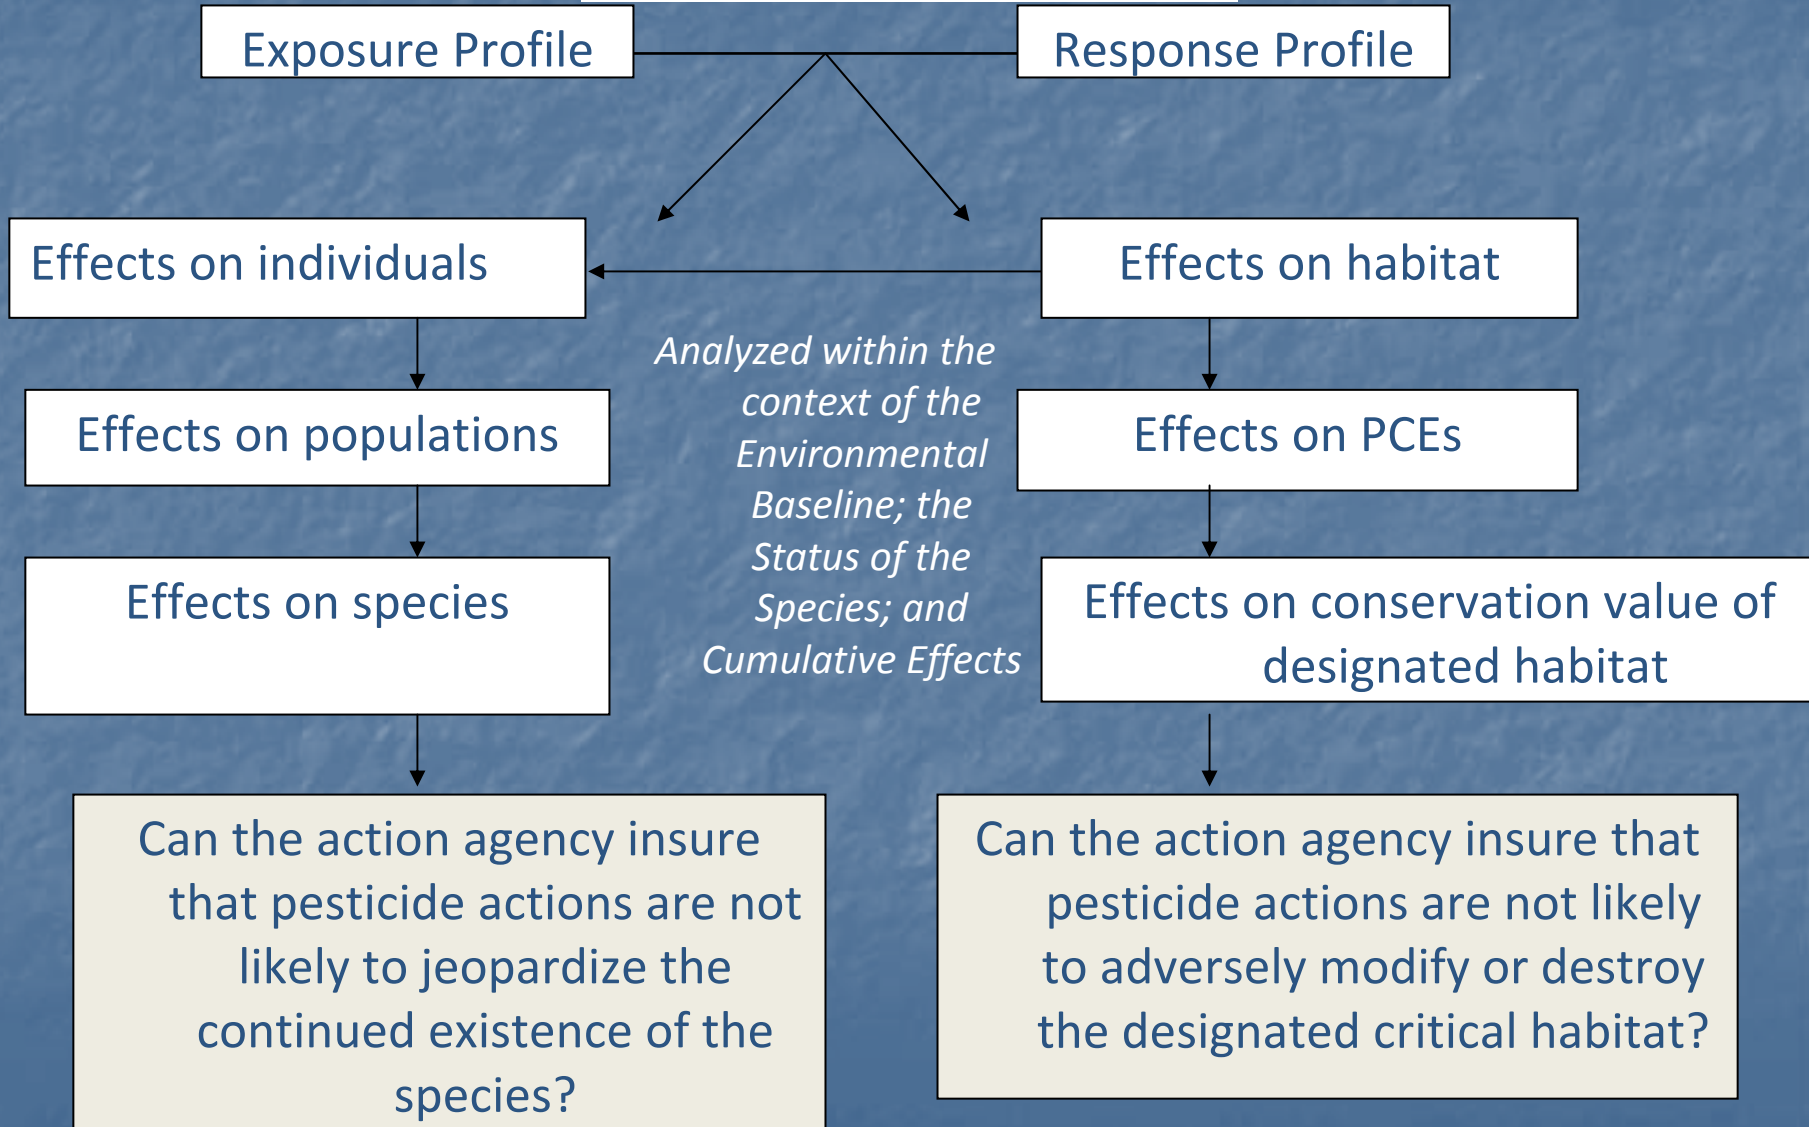 Exposure Profile
Response Profile
Effects on individuals
Effects on habitat
Effects on populations
Effects on PCEs
Analyzed within the
context of the
Environmental
Baseline; the
Status of the
Species; and
Cumulative Effects
Effects on species
Effects on conservation value of
designated habitat
Can the action agency insure
that pesticide actions are not
likely to jeopardize the
continued existence of the
species?
Can the action agency insure that
pesticide actions are not likely
to adversely modify or destroy
the designated critical habitat?